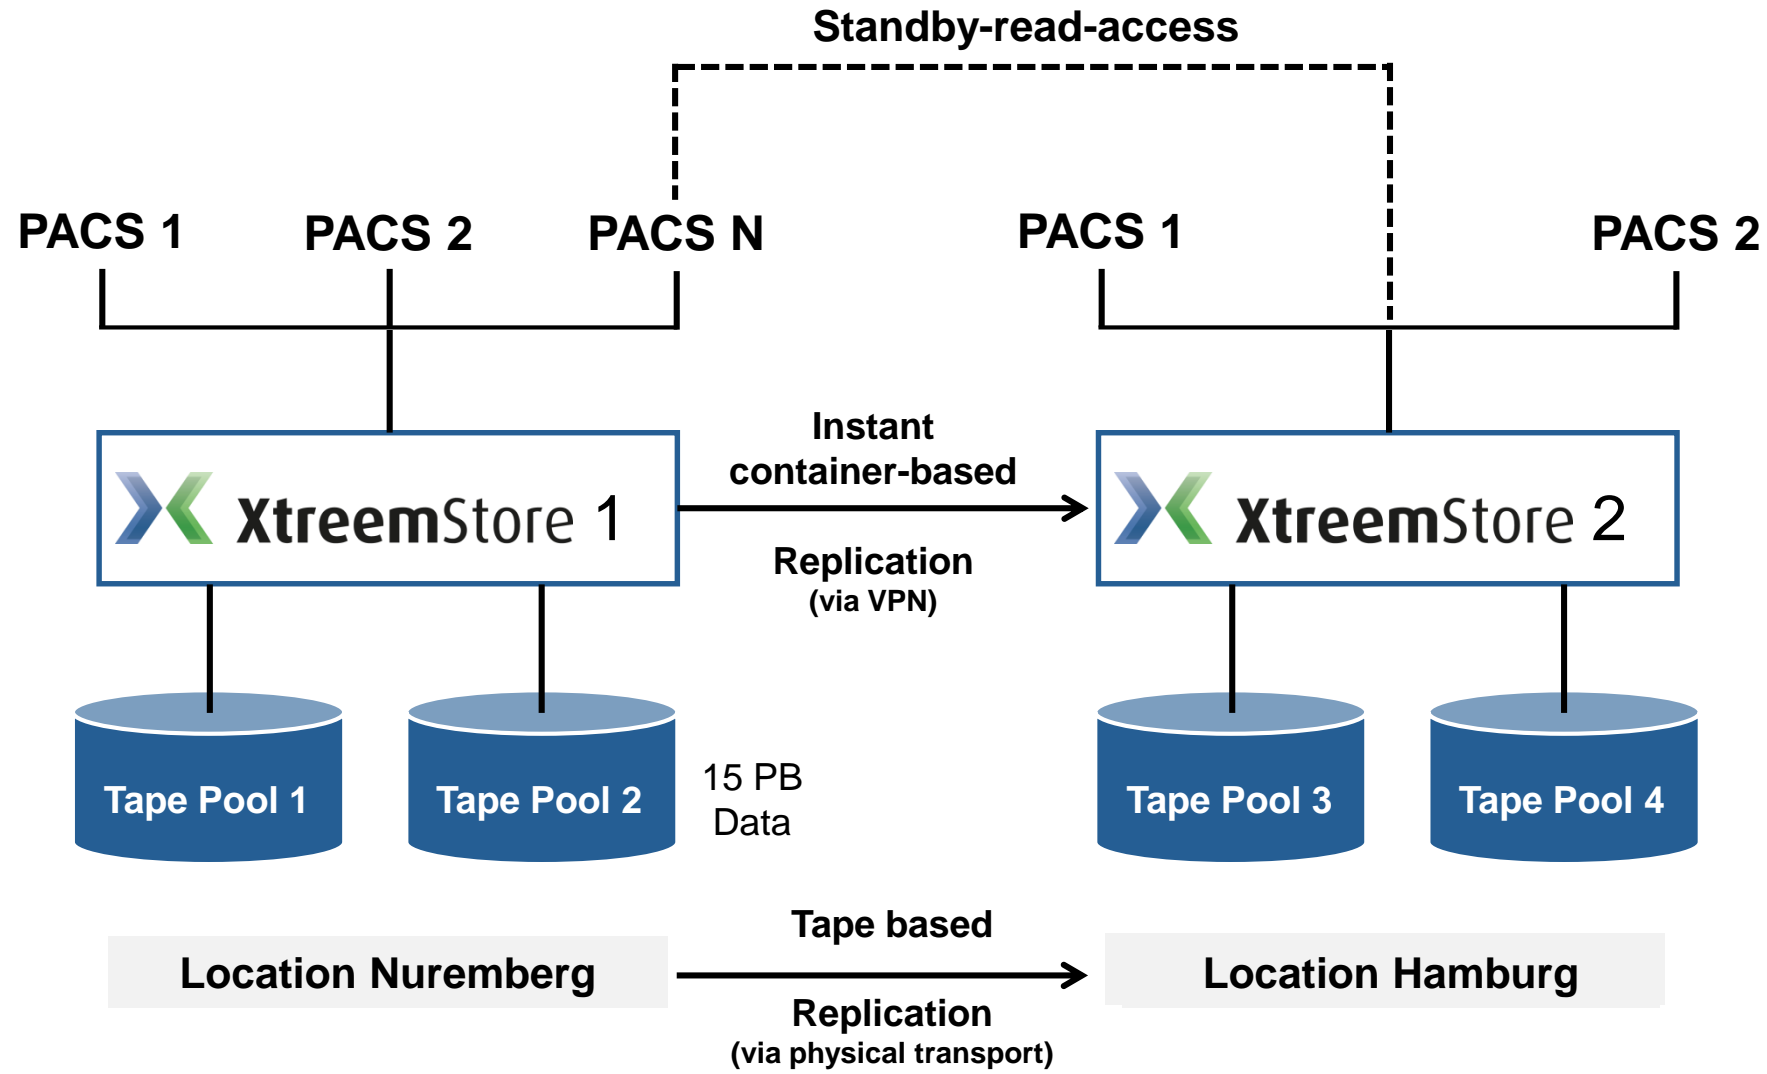 Standby-read-access
PACS 1
PACS 2
PACS N
PACS 1
PACS 2
XtreemStore 1
Instant
container-based
Replication
(via VPN)
XtreemStore 2
Tape Pool 1
Tape Pool 2
15 PB
Data
Tape Pool 3
Tape Pool 4
Location Nuremberg
Tape based
Replication
(via physical transport)
Location Hamburg